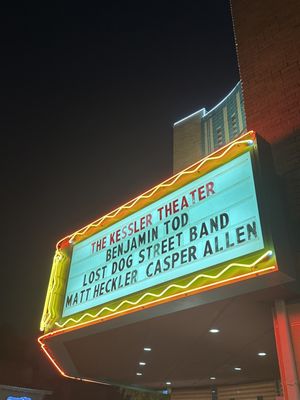 THE KESSLER THEATER
BENJAMIN TOD
LOST DOG STREET BAND
MATT HECKLER CASPER ALLEN